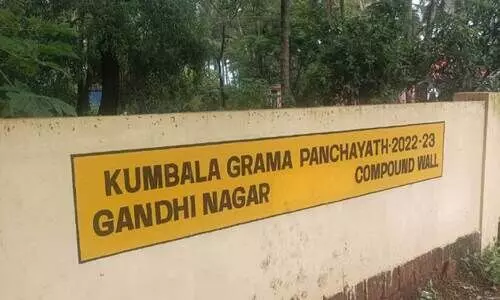 KUMBALA GRAMA PANCHAYATH-2022-23
GANDHI NAGAR COMPOUND WALL